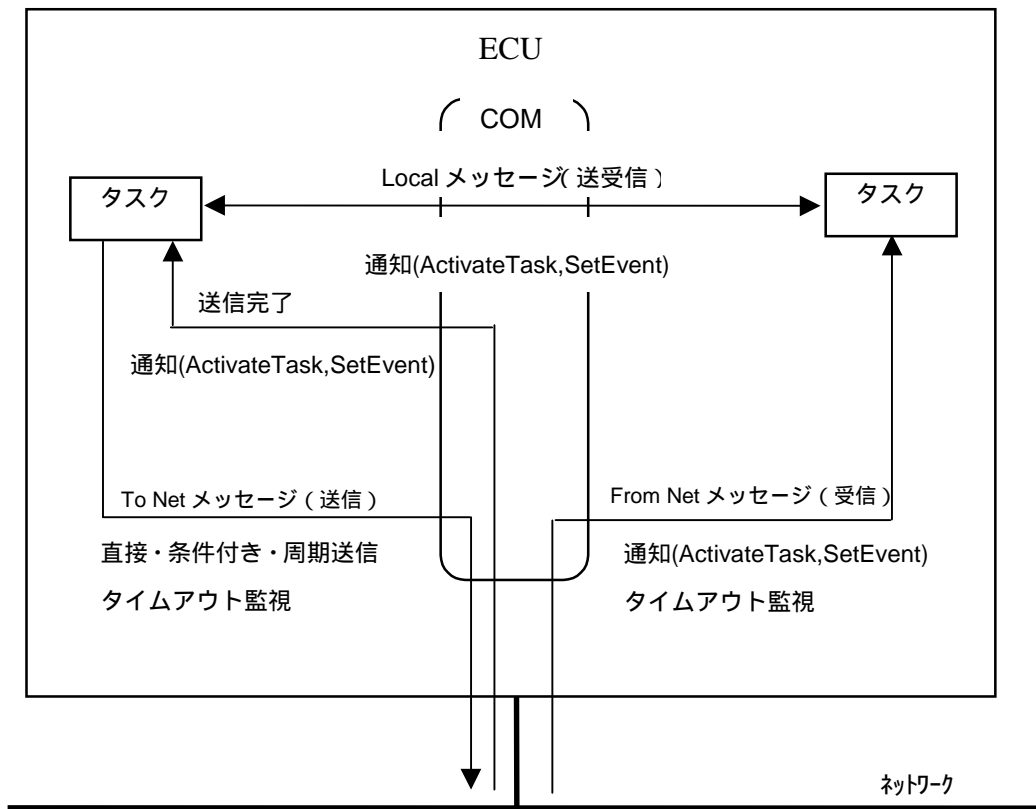 ECU
COM
Local メッセージ( 送受信 )
タスク
タスク
通知(ActivateTask,SetEvent)
送信完了
通知(ActivateTask,SetEvent)
To Net メッセージ ( 送信 )
From Net メッセージ ( 受信 )
直接・条件付き・周期送信
通知(ActivateTask,SetEvent)
タイムアウト監視
タイムアウト監視
ﾈｯﾄﾜｰｸ